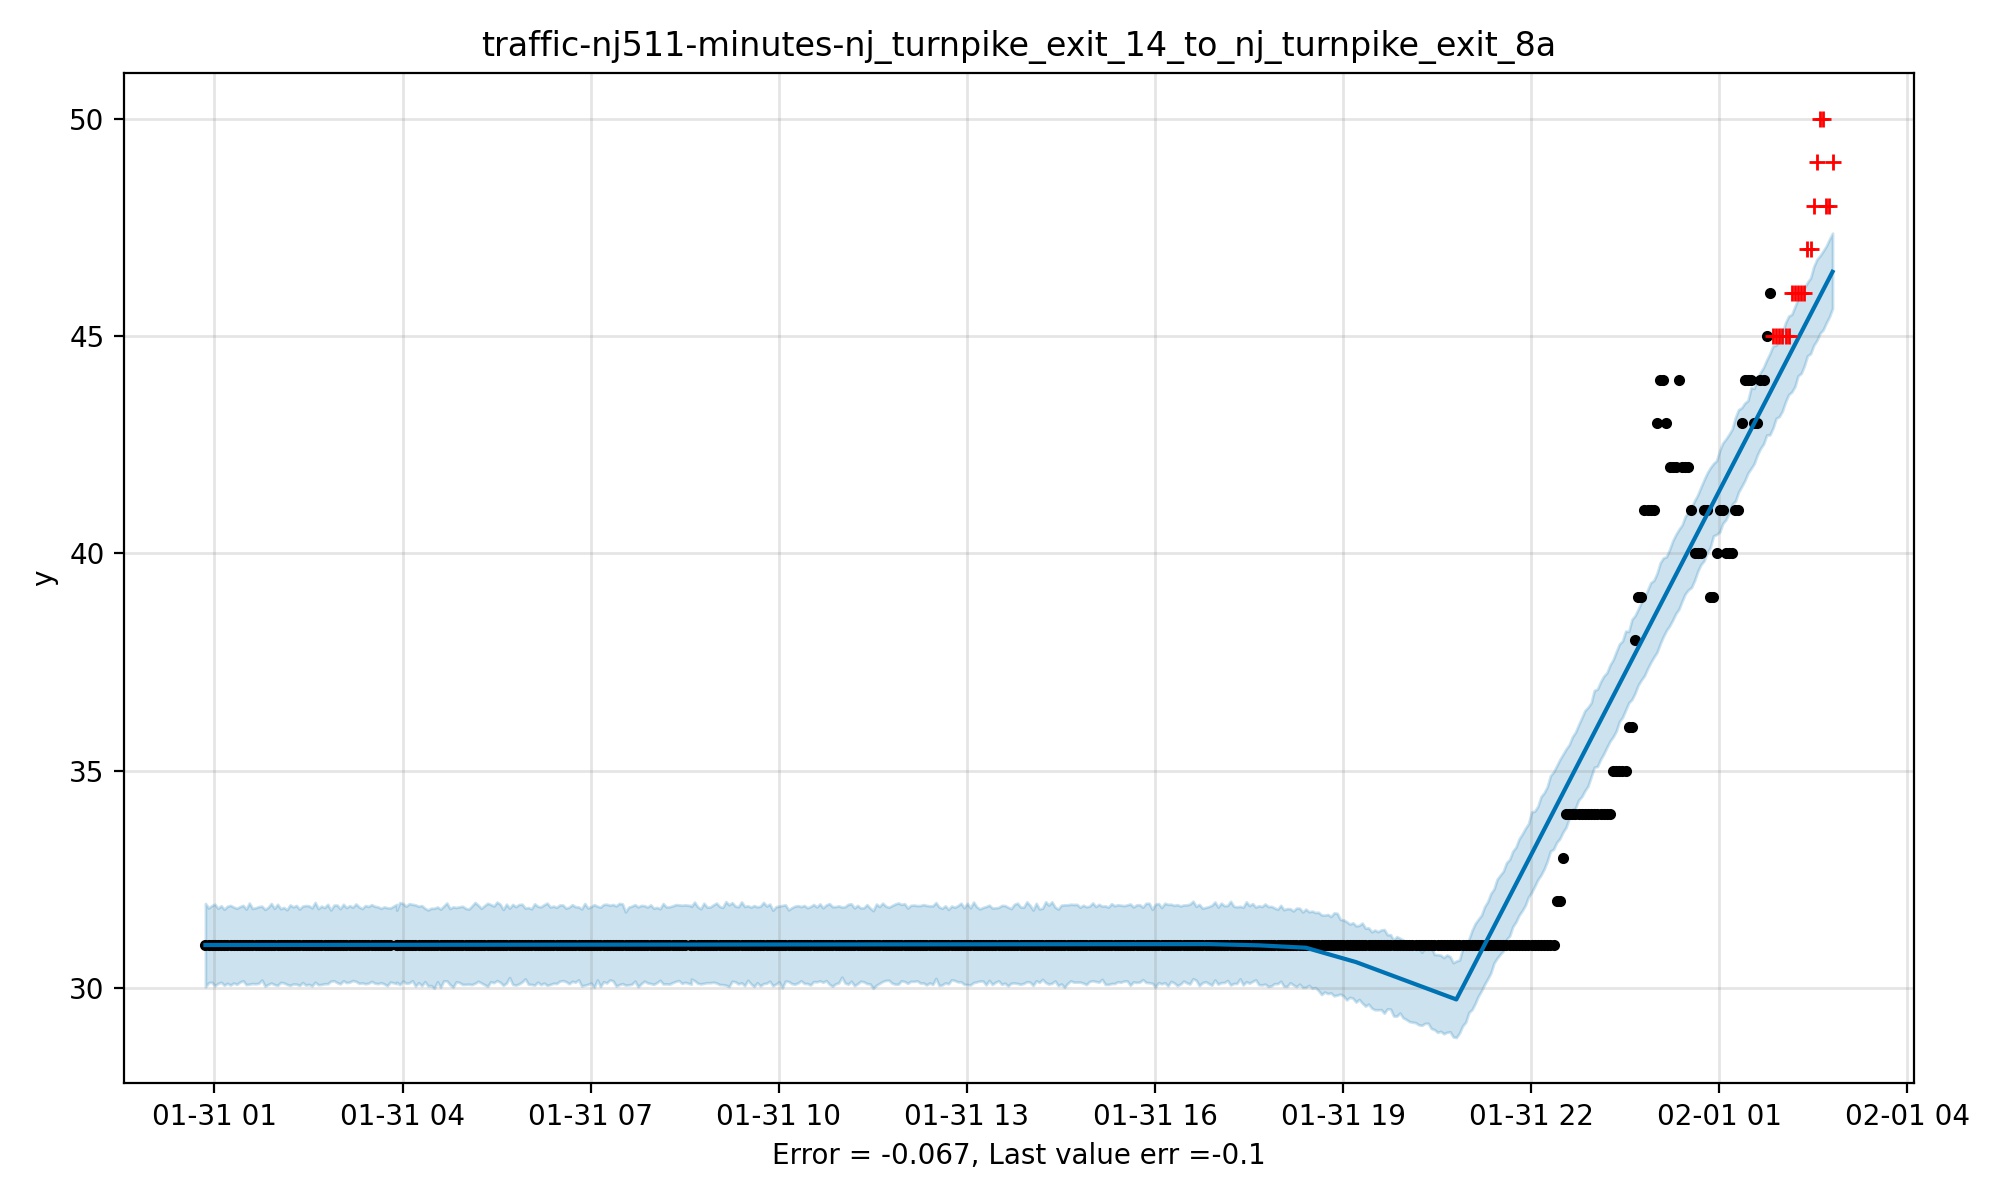 traffic-nj511-minutes-nj_turnpike_exit_14_to_nj_turnpike_exit_8a
50
45
40
35
30
y
01-31 01 01-31 04 01-31 07 01-31 10 01-31 13 01-31 16 01-31 19 01-31 22 02-01 01 02-01 04
Error = -0.067, Last value err =-0.1